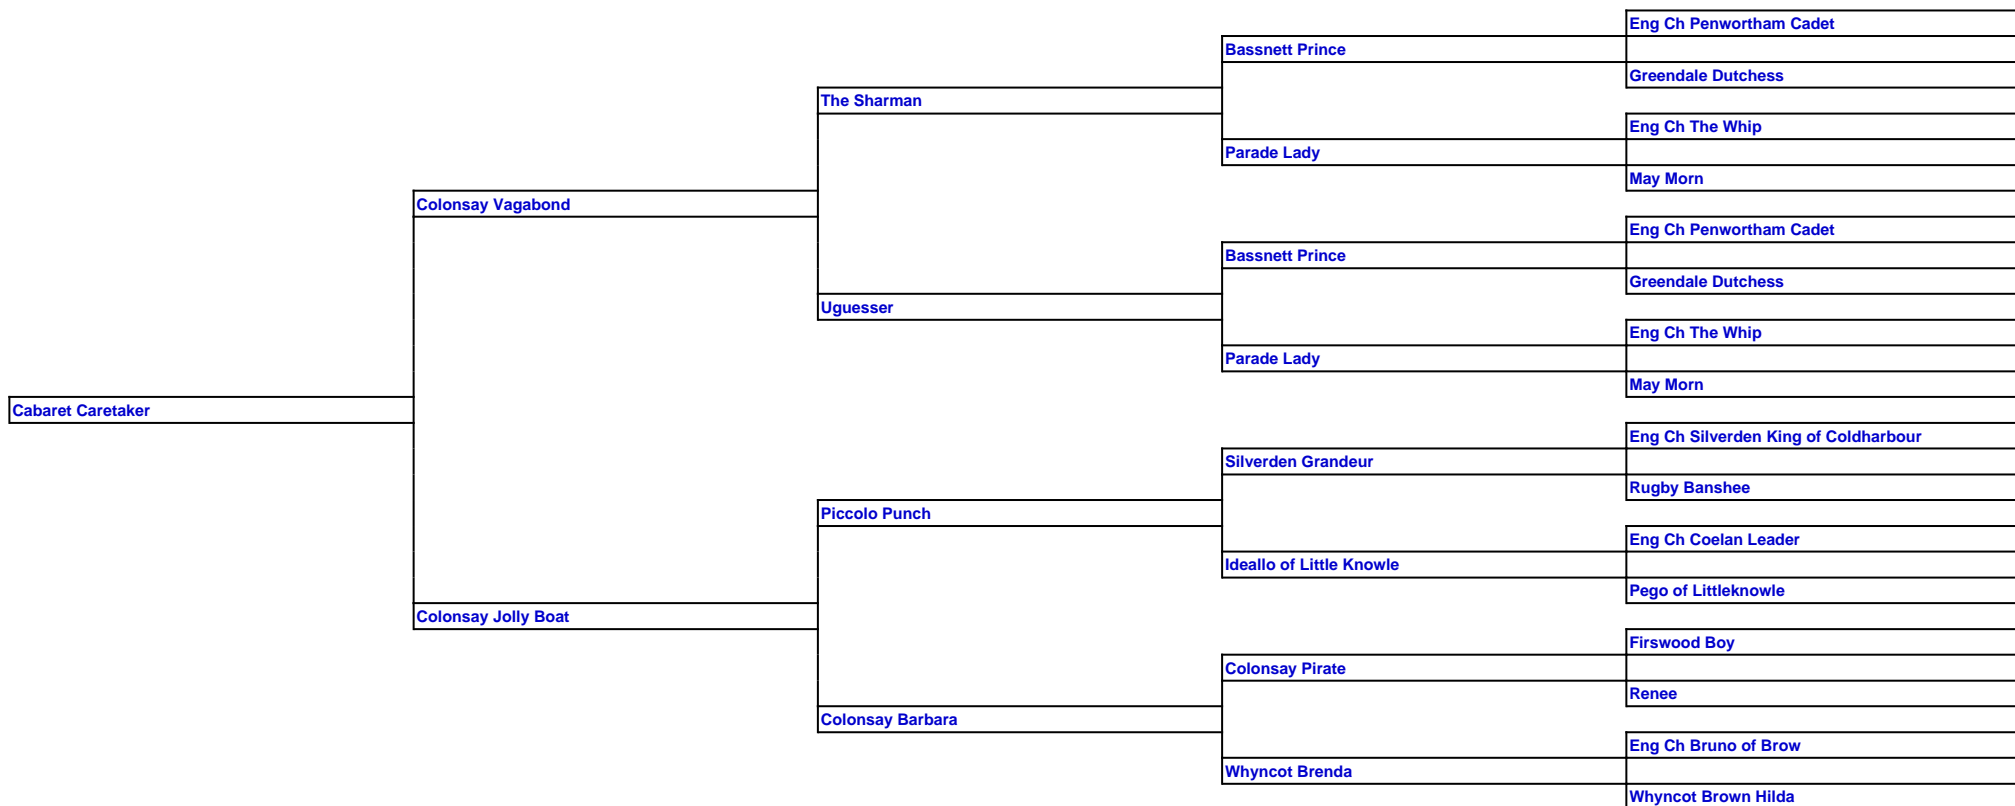 Eng Ch Penwortham Cadet
Bassnett Prince
Greendale Dutchess
The Sharman
Eng Ch The Whip
Parade Lady
May Morn
Colonsay Vagabond
Eng Ch Penwortham Cadet
Bassnett Prince
Greendale Dutchess
Uguesser
Eng Ch The Whip
Parade Lady
May Morn
Cabaret Caretaker
Eng Ch Silverden King of Coldharbour
Silverden Grandeur
Rugby Banshee
Piccolo Punch
Eng Ch Coelan Leader
Ideallo of Little Knowle
Pego of Littleknowle
Colonsay Jolly Boat
Firswood Boy
Colonsay Pirate
Renee
Colonsay Barbara
Eng Ch Bruno of Brow
Whyncot Brenda
Whyncot Brown Hilda